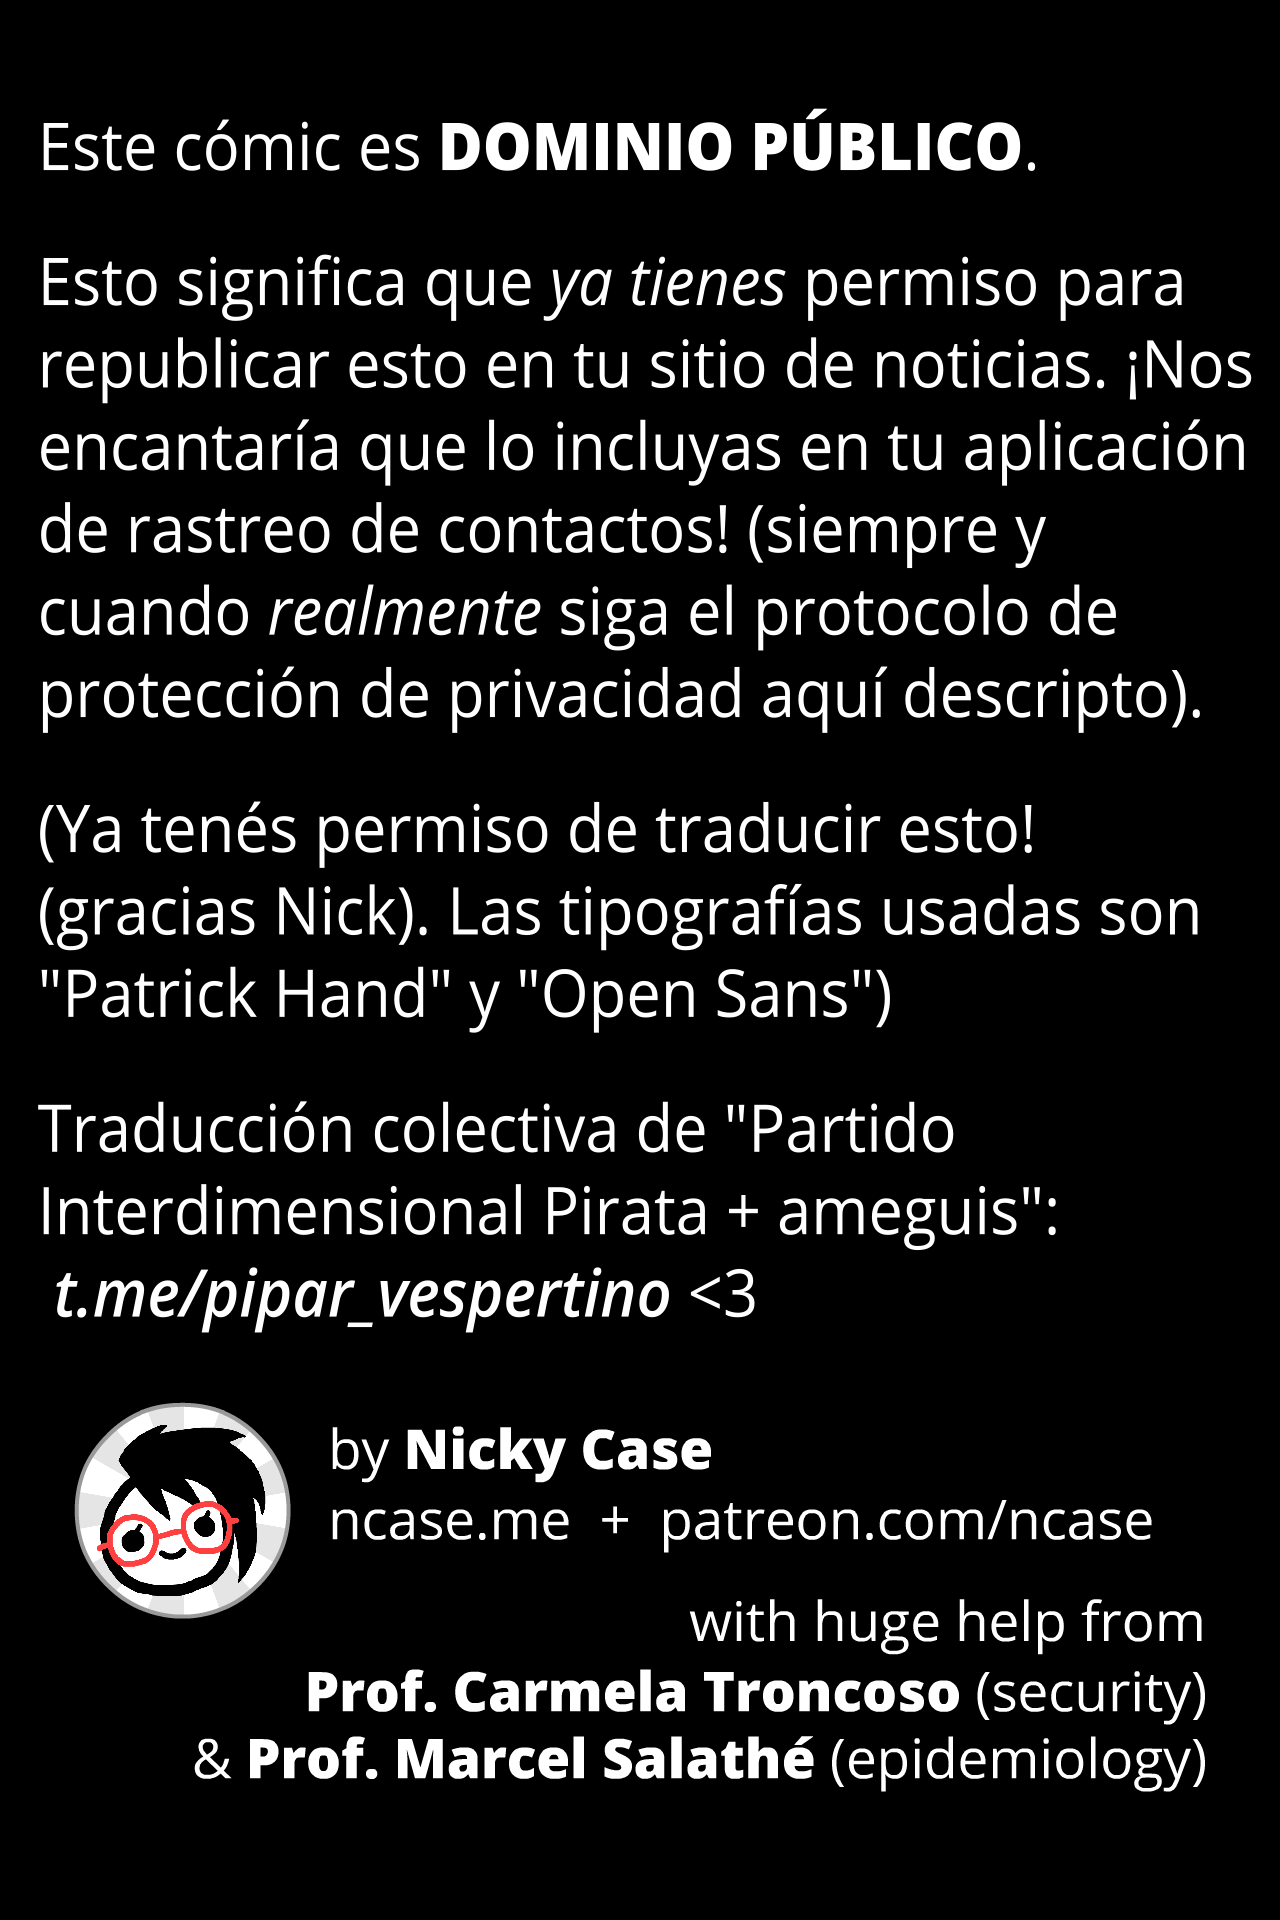 Este cómic es DOMINIO PÚBLICO.
Esto significa que ya tienes permiso para
republicar esto en tu sitio de noticias. ¡Nos
encantaría que lo incluyas en tu aplicación
de rastreo de contactos! (siempre y
cuando realmente siga el protocolo de
protección de privacidad aquí descripto).
(Ya tenés permiso de traducir esto!
(gracias Nick). Las tipografías usadas son
"Patrick Hand" y "Open Sans")
Traducción colectiva de "Partido
Interdimensional Pirata + ameguis":
t.me/pipar_vespertino <3
by Nicky Case
ncase.me + patreon.com/ncase
with huge help from
Prof. Carmela Troncoso (security)
& Prof. Marcel Salathé (epidemiology)